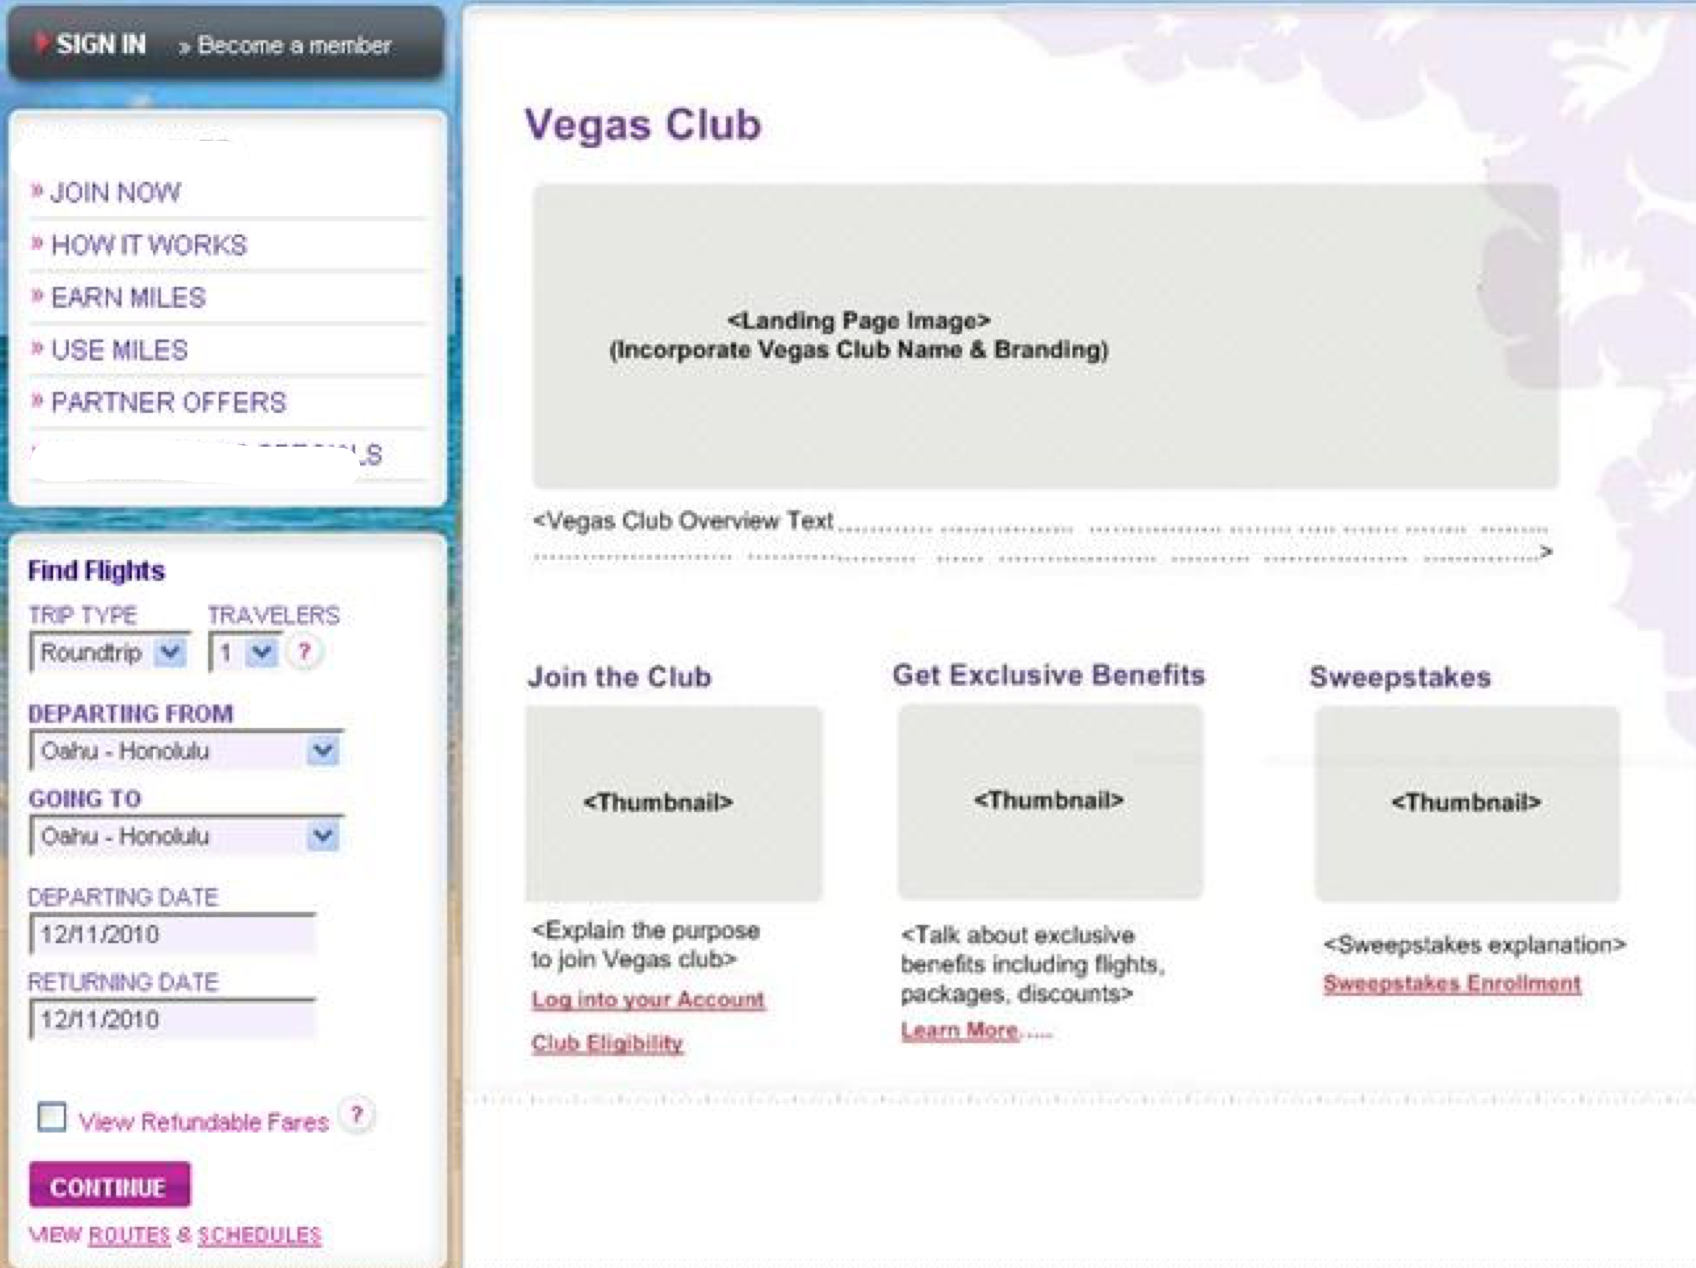 SIGN IN » Become a member
» JOIN NOW
» HOW IT WORKS
» EARN MILES
» USE MILES
» PARTNER OFFERS
Find Flights
TRIP TYPE TRAVELERS
Roundtrip 1 ?
DEPARTING FROM
Oahu - Honolulu
GOING TO
Oahu - Honolulu
DEPARTING DATE
12/11/2010
RETURNING DATE
12/11/2010
View Refundable Fares ?
CONTINUE
VIEW ROUTES & SCHEDULES
Vegas Club
<Landing Page Image>
(Incorporate Vegas Club Name & Branding)
<Vegas Club Overview Text
>
Join the Club
<Thumbnail>
<Explain the purpose
to join Vegas club>
Log into your Account
Club Eligibility
Get Exclusive Benefits
<Thumbnail>
<Talk about exclusive
benefits including flights,
packages, discounts>
Learn More.....
Sweepstakes
<Thumbnail>
<Sweepstakes explanation>
Sweepstakes Enrollment